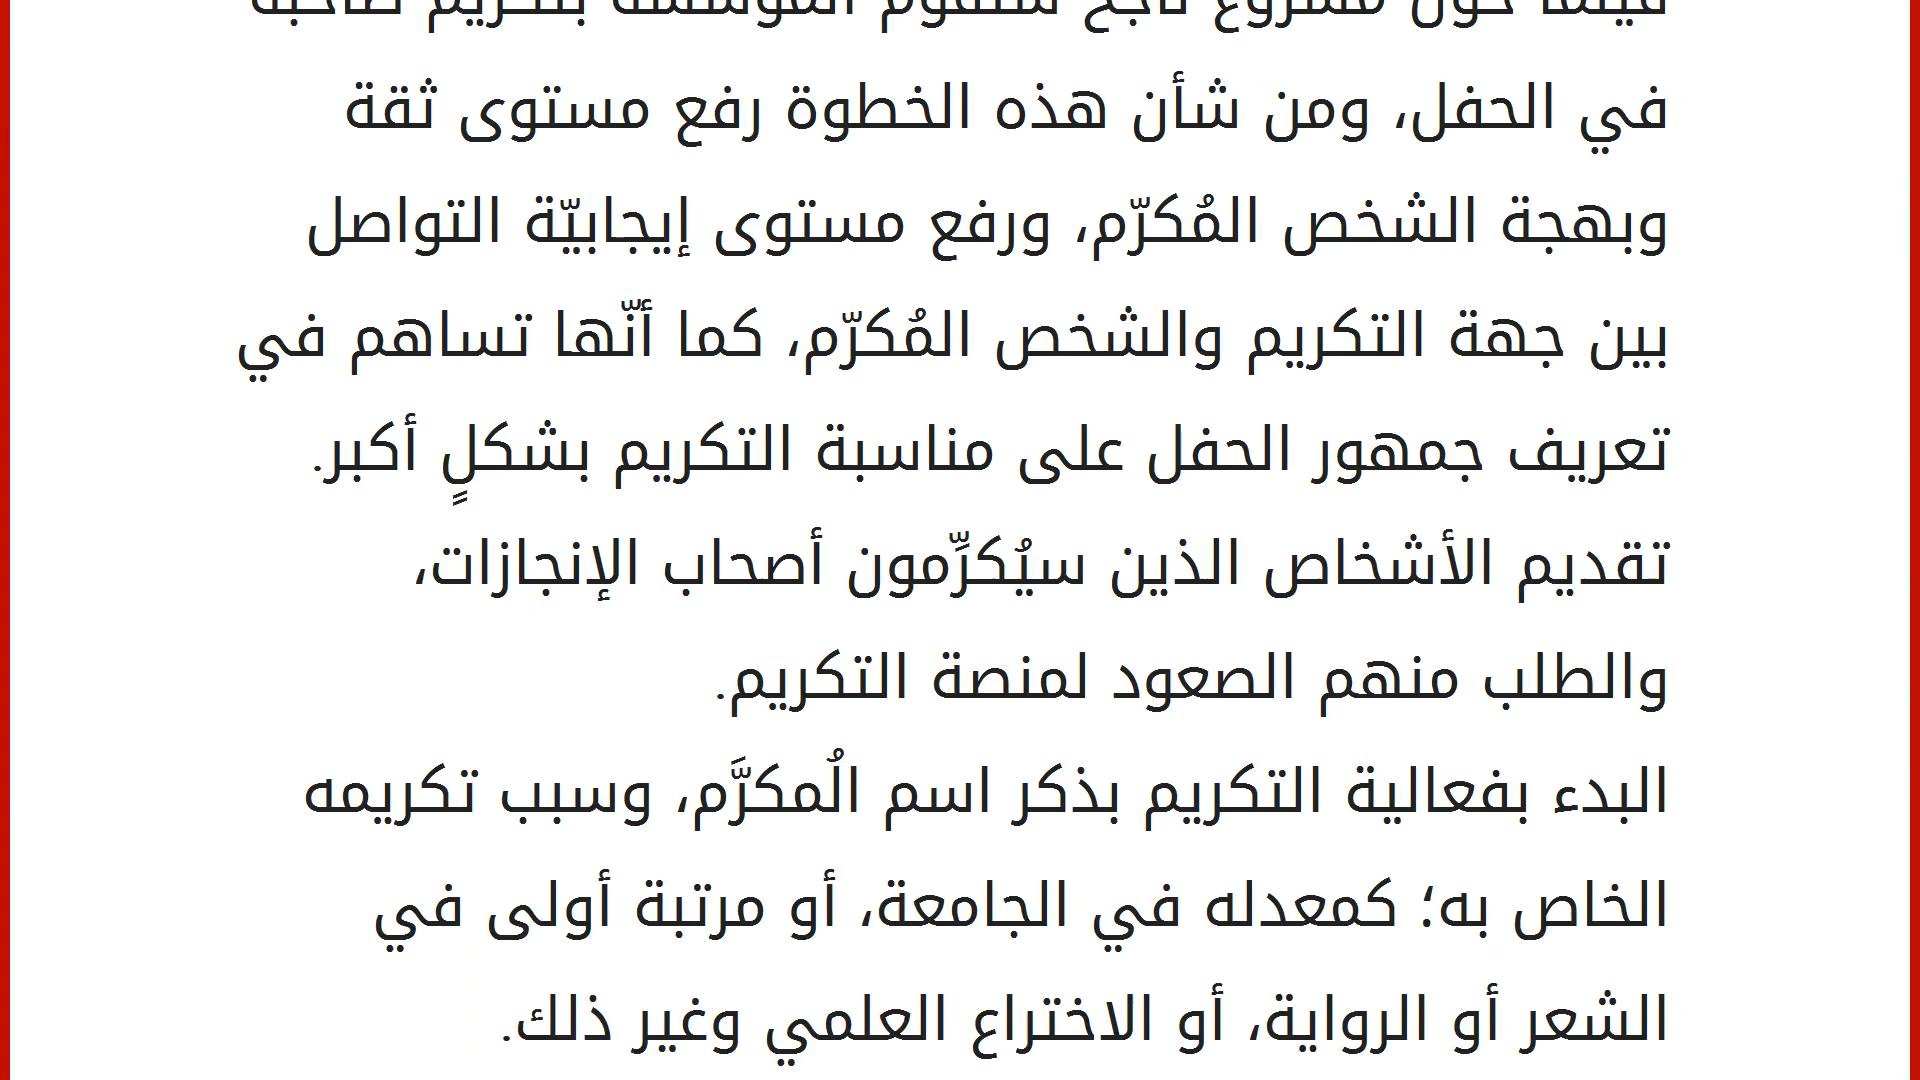 في الحفل، ومن شأن هذه الخطوة رفع مستوى ثقة
وبهجة الشخص المُكرّم، ورفع مستوى إيجابيّة التواصل
بين جهة التكريم والشخص المُكرّم، كما أنّها تساهم في
تعريف جمهور الحفل على مناسبة التكريم بشكلٍ أكبر.
تقديم الأشخاص الذين سيُكرِّمون أصحاب الإنجازات،
والطلب منهم الصعود لمنصة التكريم.
البدء بفعالية التكريم بذكر اسم الُمكرَّم، وسبب تكريمه
الخاص به؛ كمعدله في الجامعة، أو مرتبة أولى في
الشعر أو الرواية، أو الاختراع العلمي وغير ذلك.